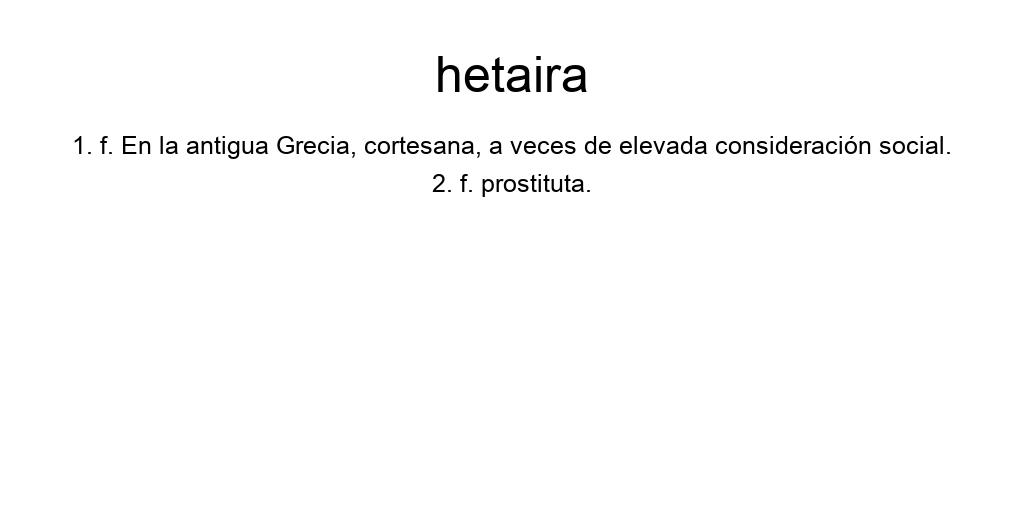 hetaira
1. f. En la antigua Grecia, cortesana, a veces de elevada consideración social.
2. f. prostituta.